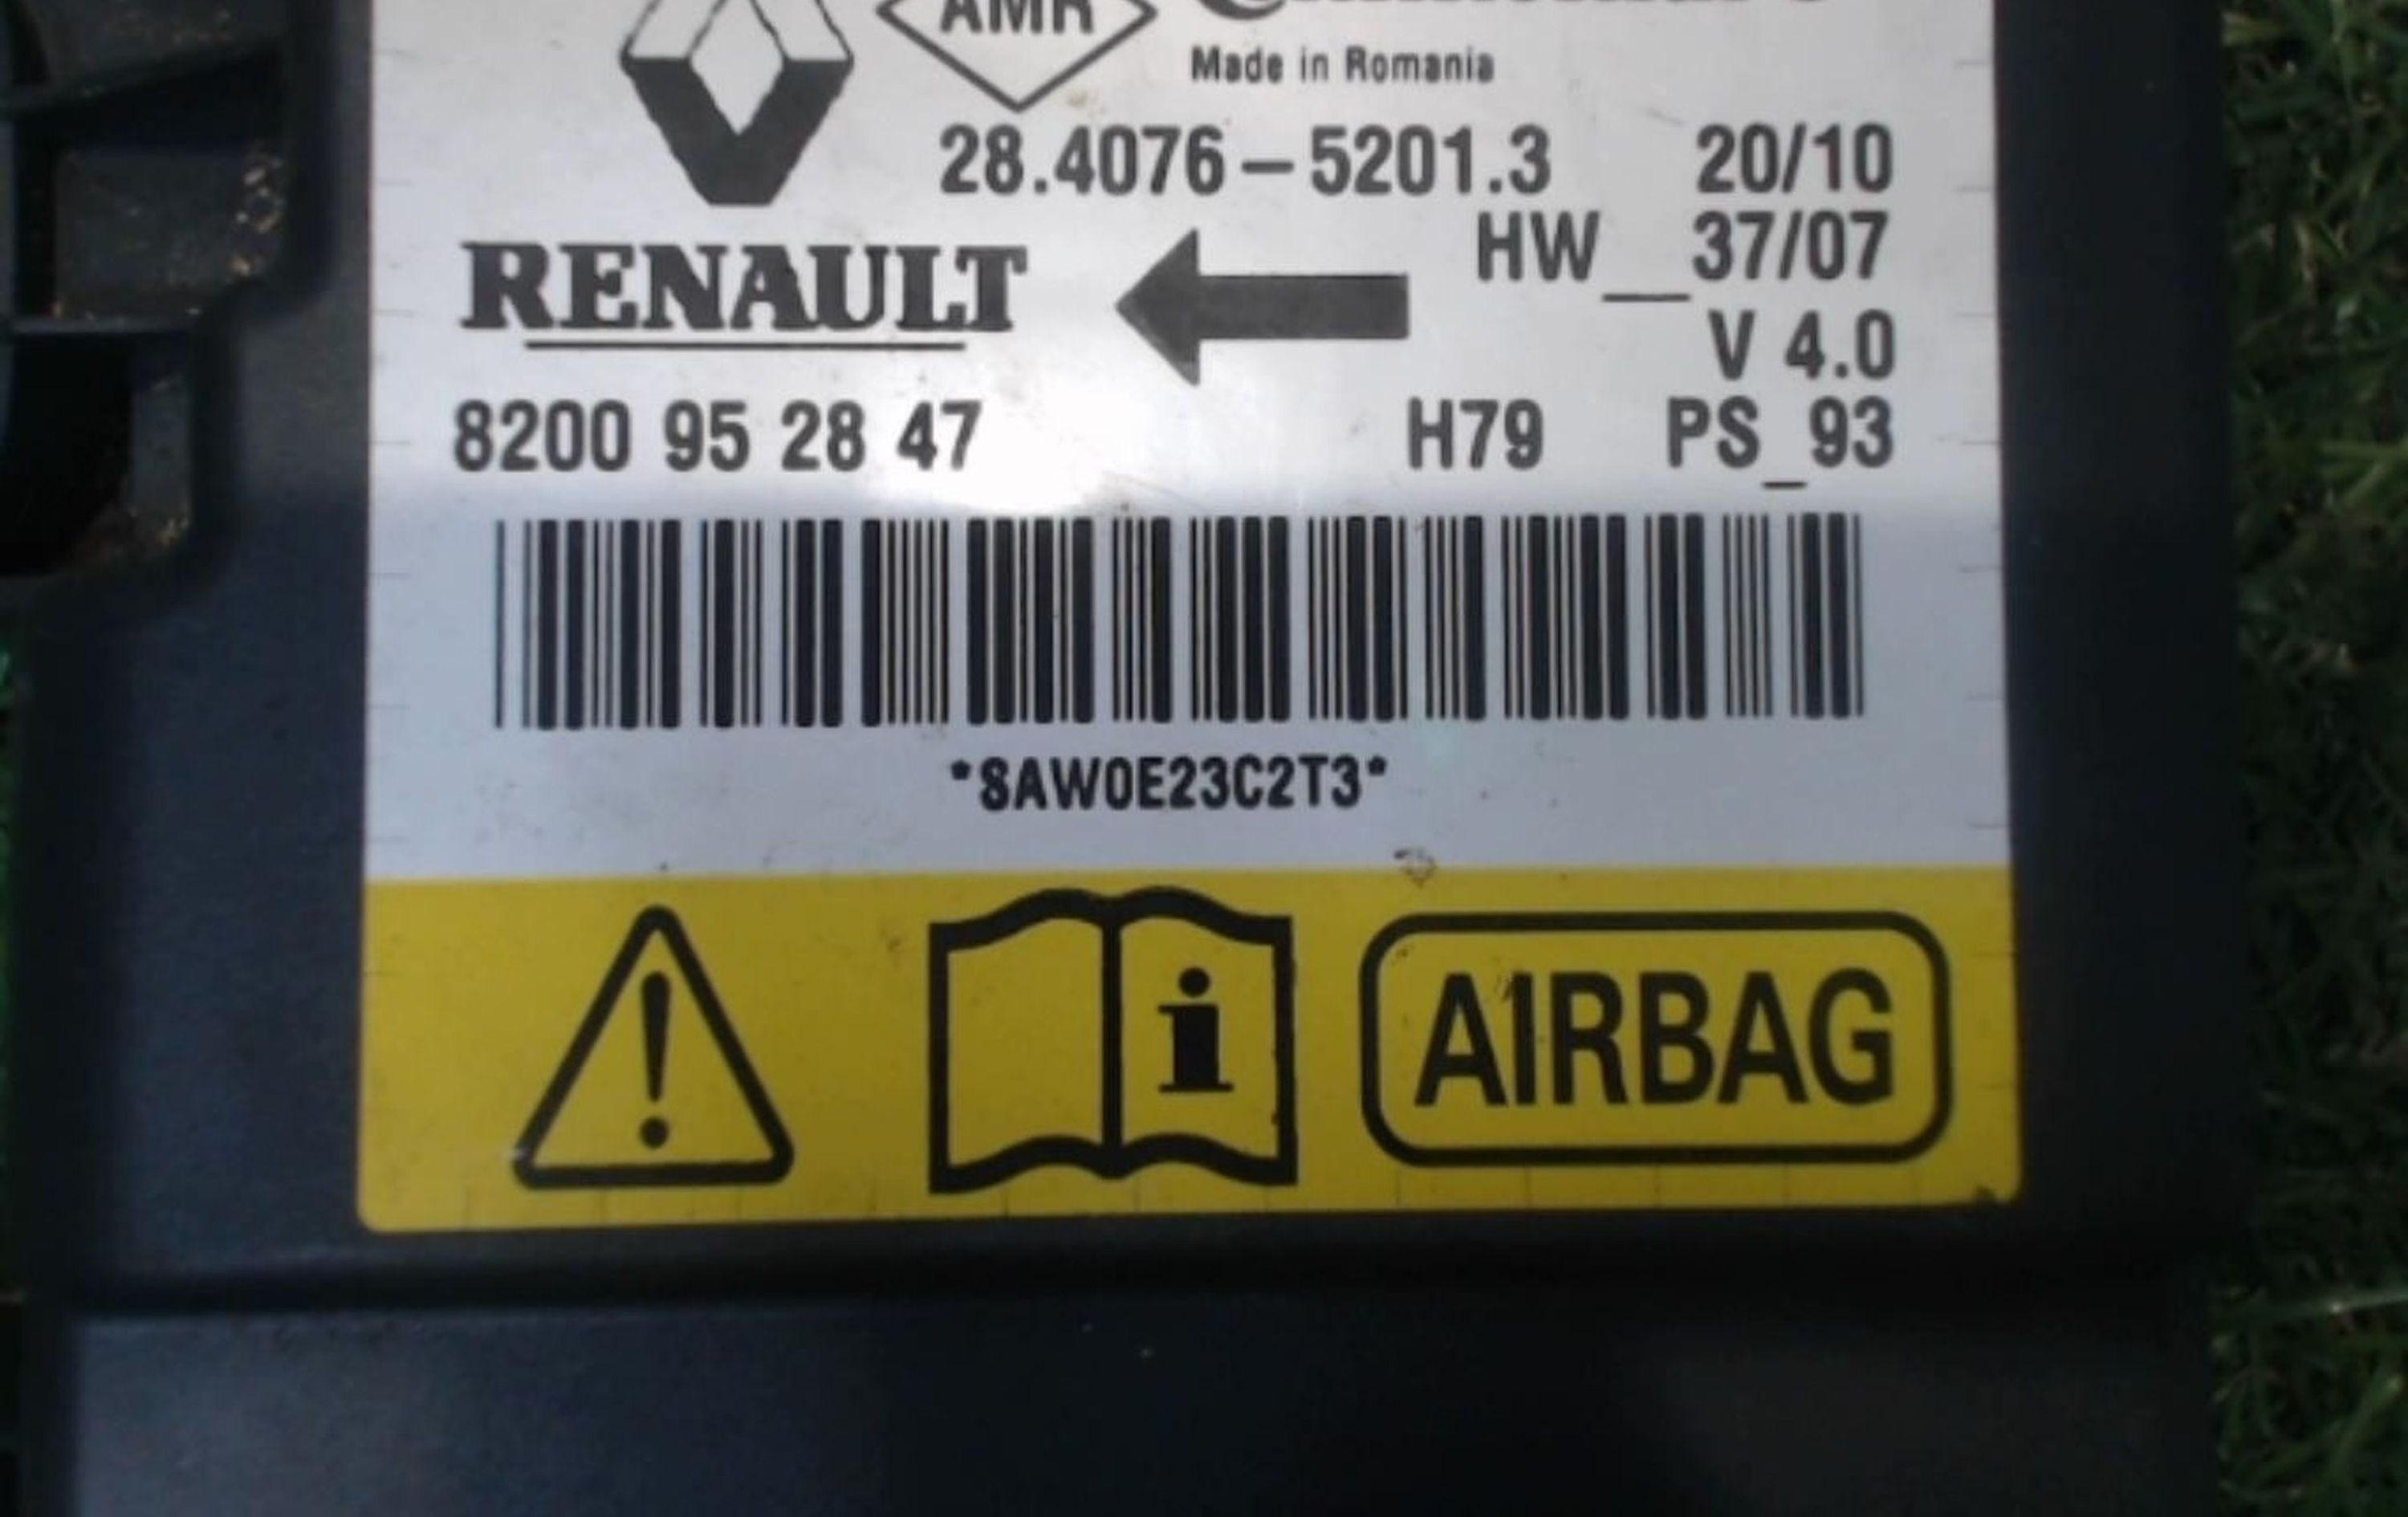 AMR
Made in Romania
28.4076-5201.3 20/10
HW__37/07
RENAULT
V 4.0
8200 95 28 47 H79 PS_93
*8AW0E23C2T3*
i AIRBAG